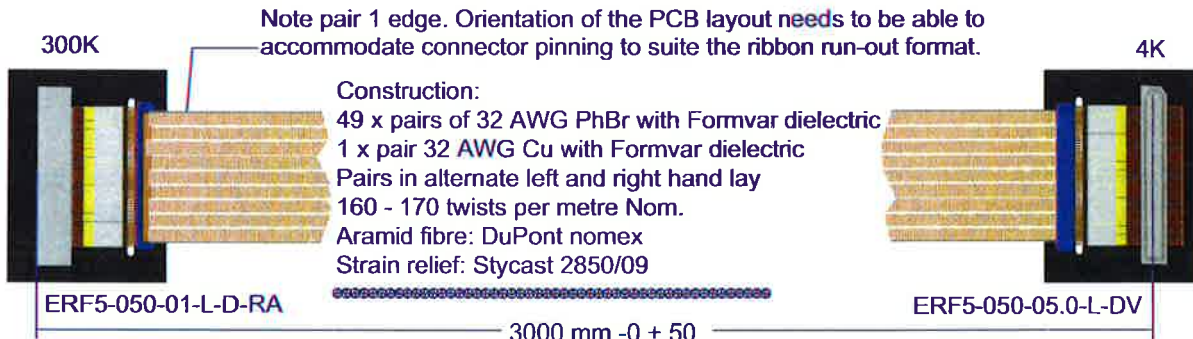 Note pair 1 edge. Orientation of the PCB layout needs to be able to
accommodate connector pinning to suite the ribbon run-out format.
300K
4K
Construction:
49 x pairs of 32 AWG PhBr with Formvar dielectric
1 x pair 32 AWG Cu with Formvar dielectric
Pairs in alternate left and right hand lay
160 - 170 twists per metre Nom.
Aramid fibre: DuPont nomex
Strain relief: Stycast 2850/09
ERF5-050-01-L-D-RA
ERF5-050-05.0-L-DV
3000 mm -0 + 50